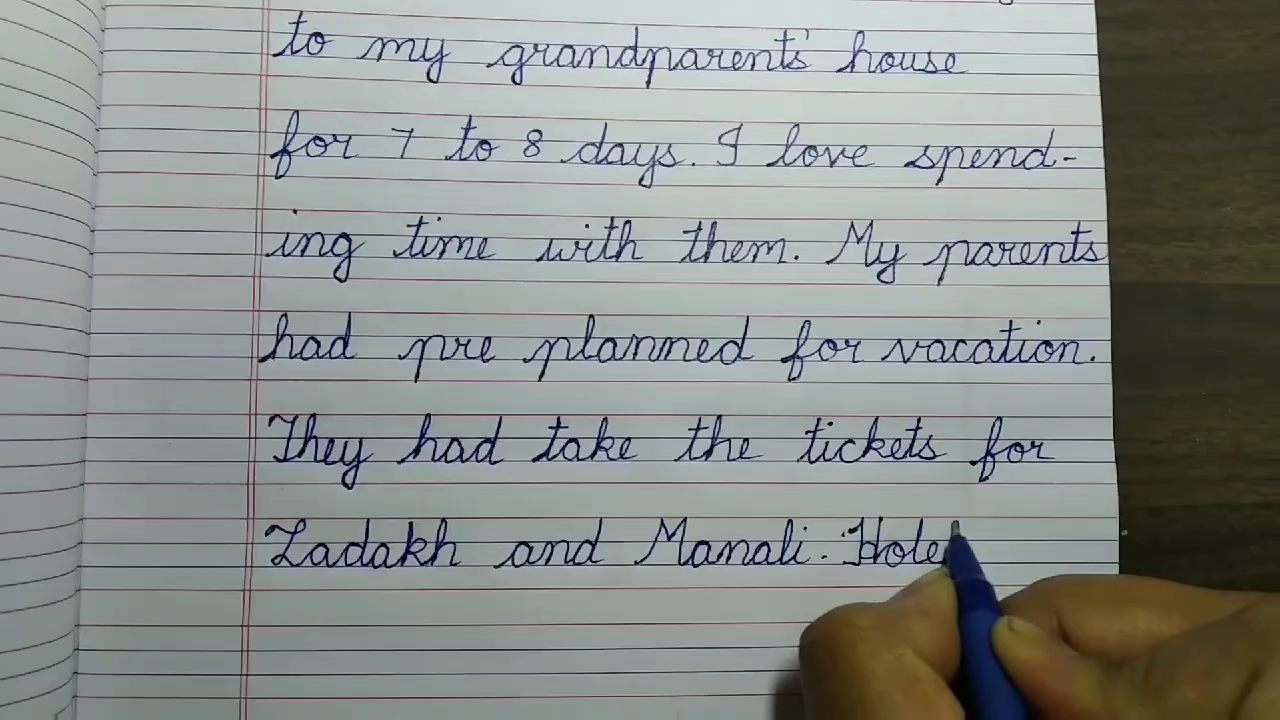 to my grandparents' house
for 7 to 8 days. I love spend-
ing time with them. My parents
had pre planned for vacation.
They had take the tickets for
Ladakh and Manali. Hote